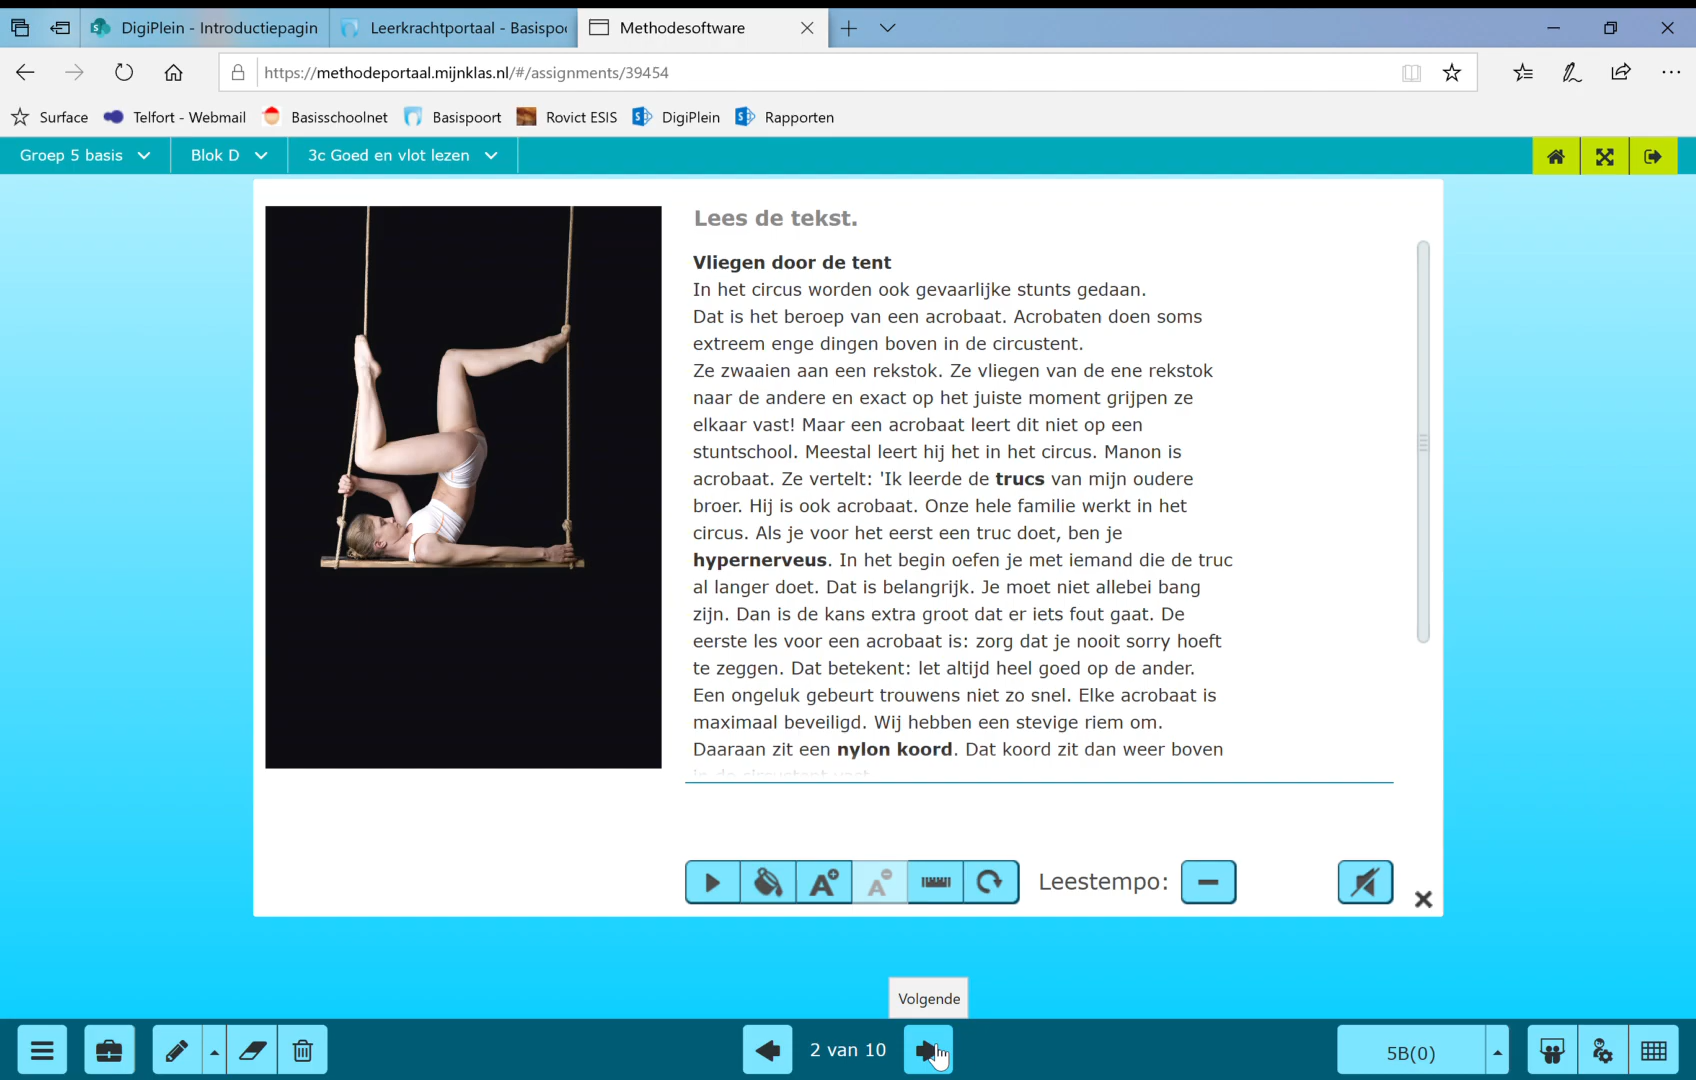 DigiPlein - Introductiepagin
Leerkrachtportaal - Basispo
Methodesoftware
https://methodeportaal.mijnklas.nl/#/assignments/39454
Surface
Telfort - Webmail
Basisschoolnet
Basispoort
Rovict ESIS
DigiPlein
Rapporten
Groep 5 basis
Blok D
3c Goed en vlot lezen
Lees de tekst.
Vliegen door de tent
In het circus worden ook gevaarlijke stunts gedaan.
Dat is het beroep van een acrobaat. Acrobaten doen soms
extreem enge dingen boven in de circustent.
Ze zwaaien aan een rekstok. Ze vliegen van de ene rekstok
naar de andere en exact op het juiste moment grijpen ze
elkaar vast! Maar een acrobaat leert dit niet op een
stuntschool. Meestal leert hij het in het circus. Manon is
acrobaat. Ze vertelt: 'Ik leerde de trucs van mijn oudere
broer. Hij is ook acrobaat. Onze hele familie werkt in het
circus. Als je voor het eerst een truc doet, ben je
hypernerveus. In het begin oefen je met iemand die de truc
al langer doet. Dat is belangrijk. Je moet niet allebei bang
zijn. Dan is de kans extra groot dat er iets fout gaat. De
eerste les voor een acrobaat is: zorg dat je nooit sorry hoeft
te zeggen. Dat betekent: let altijd heel goed op de ander.
Een ongeluk gebeurt trouwens niet zo snel. Elke acrobaat is
maximaal beveiligd. Wij hebben een stevige riem om.
Daaraan zit een nylon koord. Dat koord zit dan weer boven
in de circustent vast.
Leestempo:
Volgende
2 van 10
5B(0)